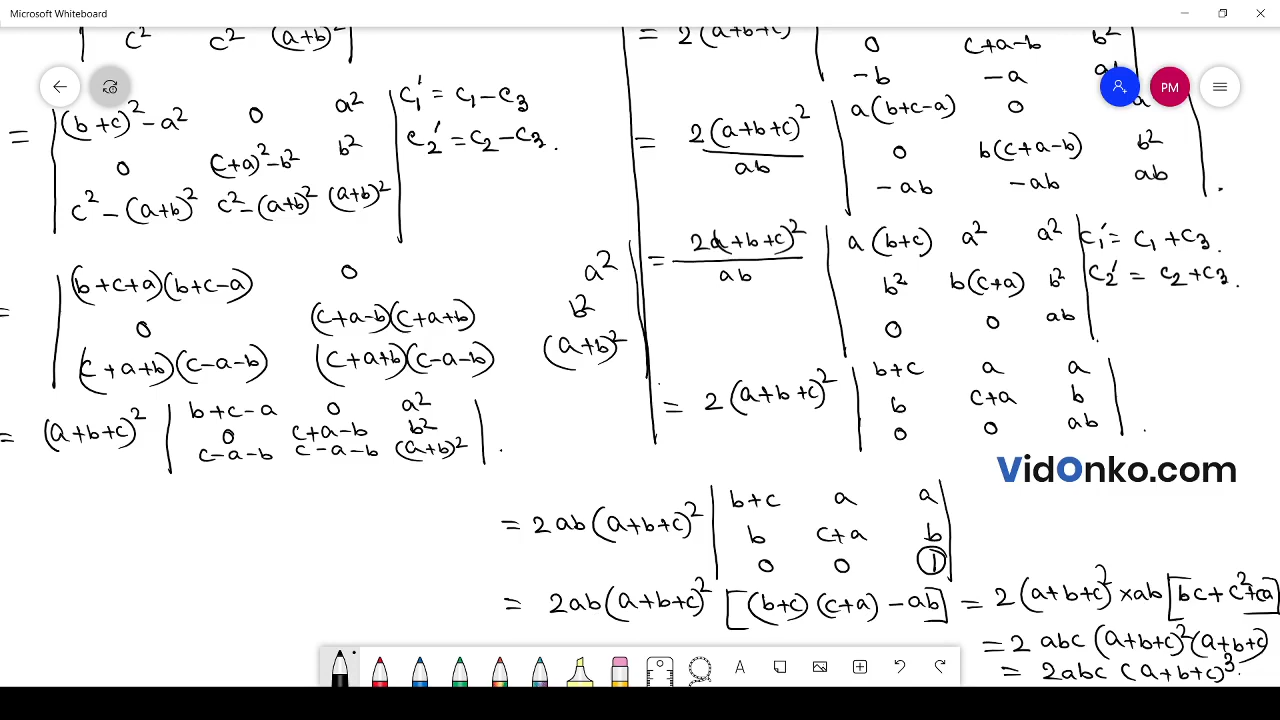 Microsoft Whiteboard
| c² c² (a+b)² |
= | (b+c)²-a² 0 a² | C₁' = C₁-C₃
| 0 (c+a)²-b² b² | C₂' = C₂-C₃.
| c²-(a+b)² c²-(a+b)² (a+b)² |
= | (b+c+a)(b+c-a) 0 a² |
| 0 (c+a-b)(c+a+b) b² |
| (c+a+b)(c-a-b) (c+a+b)(c-a-b) (a+b)² |
= (a+b+c)² | b+c-a 0 a² |
| 0 c+a-b b² |
| c-a-b c-a-b (a+b)² | .
= 2(a+b+c)
| 0 c+a-b b² |
| -b -a ab |
PM
= 2(a+b+c)²/ab | a(b+c-a) 0 a |
| 0 b(c+a-b) b² |
| -ab -ab ab | .
= 2(a+b+c)²/ab | a(b+c) a² a² | C₁' = C₁+C₃.
| b² b(c+a) b² | C₂' = C₂+C₃.
| 0 0 ab |
= 2(a+b+c)² | b+c a a |
| b c+a b |
| 0 0 ab | .
VidOnko.com
= 2ab(a+b+c)² | b+c a a |
| b c+a b |
| 0 0 1 |
= 2ab(a+b+c)² [(b+c)(c+a)-ab] = 2(a+b+c)²×ab [bc+c²+ca]
= 2abc (a+b+c)²(a+b+c)
= 2abc (a+b+c)³.
A